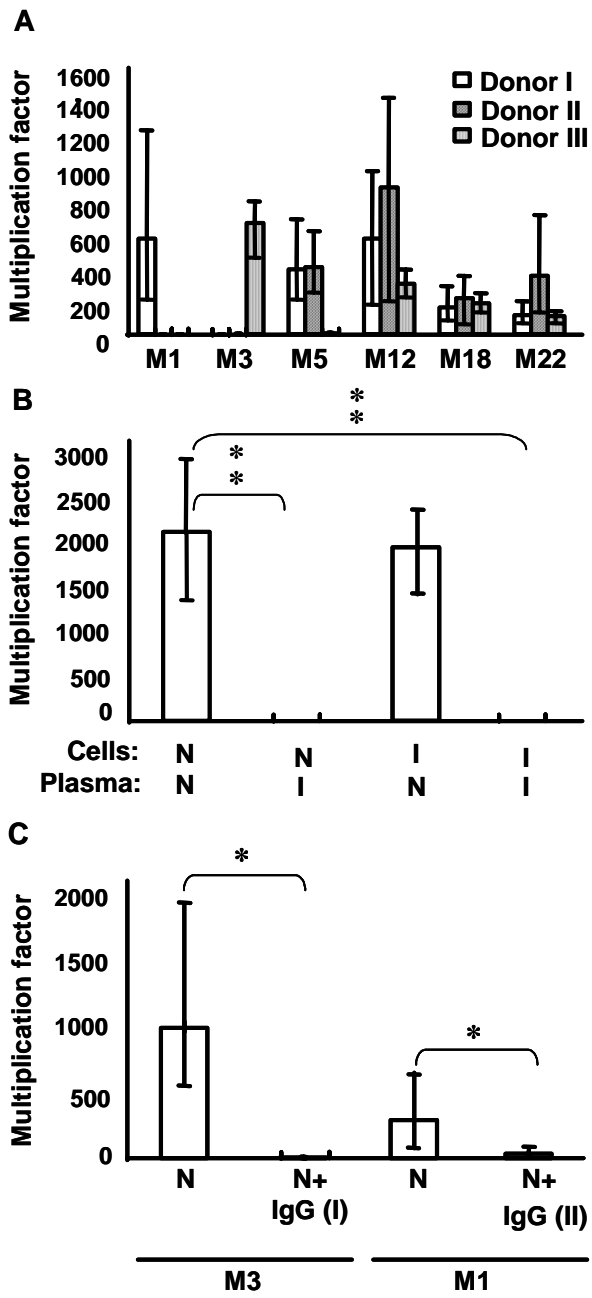 A
Multiplication factor
1600
1400
1200
1000
800
600
400
200
0
Donor I
Donor II
Donor III
M1 M3 M5 M12 M18 M22
B
Multiplication factor
3000
2500
2000
1500
1000
500
0
* *
* *
Cells: N N I I
Plasma: N I N I
C
Multiplication factor
2000
1500
1000
500
0
*
*
N N+ N N+
IgG (I) IgG (II)
M3 M1